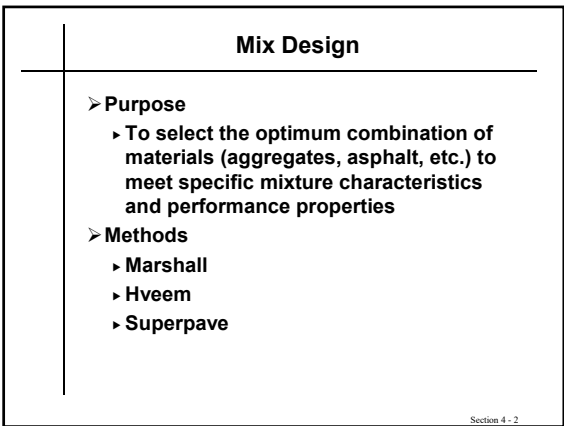 Mix Design
➢Purpose
▸To select the optimum combination of
materials (aggregates, asphalt, etc.) to
meet specific mixture characteristics
and performance properties
➢Methods
▸Marshall
▸Hveem
▸Superpave
Section 4 - 2